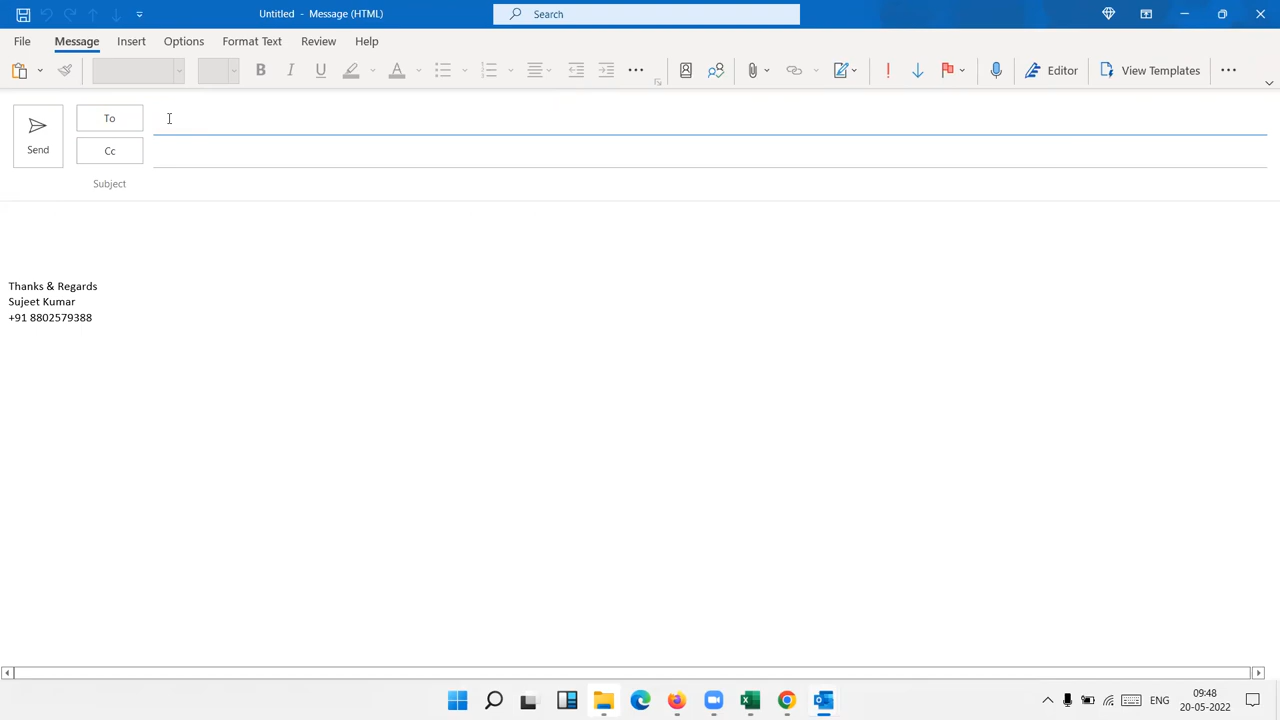 Untitled - Message (HTML)
Search
File
Message
Insert
Options
Format Text
Review
Help
Editor
View Templates
Send
To
Cc
Subject
Thanks & Regards
Sujeet Kumar
+91 8802579388
ENG
09:48
20-05-2022